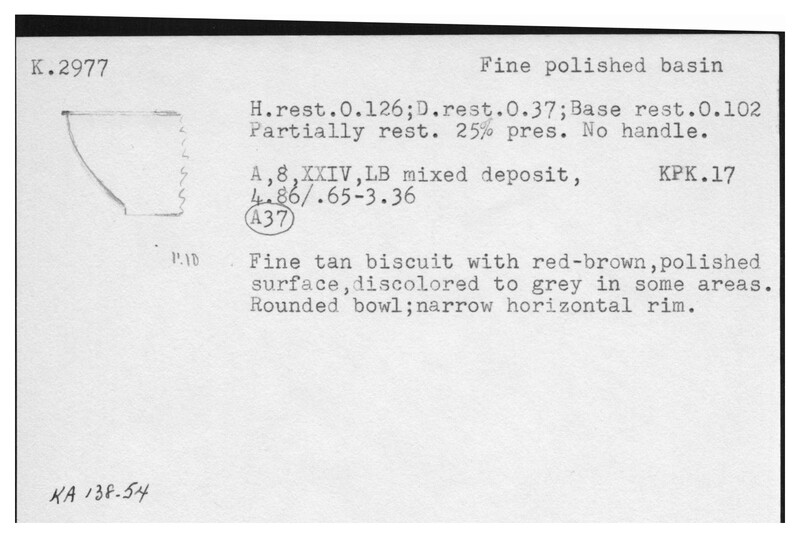 K.2977 Fine polished basin
H.rest.0.126;D.rest.0.37;Base rest.0.102
Partially rest. 25% pres. No handle.
A,8,XXIV,LB mixed deposit, KPK.17
4.86/.65-3.36
A37
Fine tan biscuit with red-brown,polished
surface,discolored to grey in some areas.
Rounded bowl;narrow horizontal rim.
KA 138-54